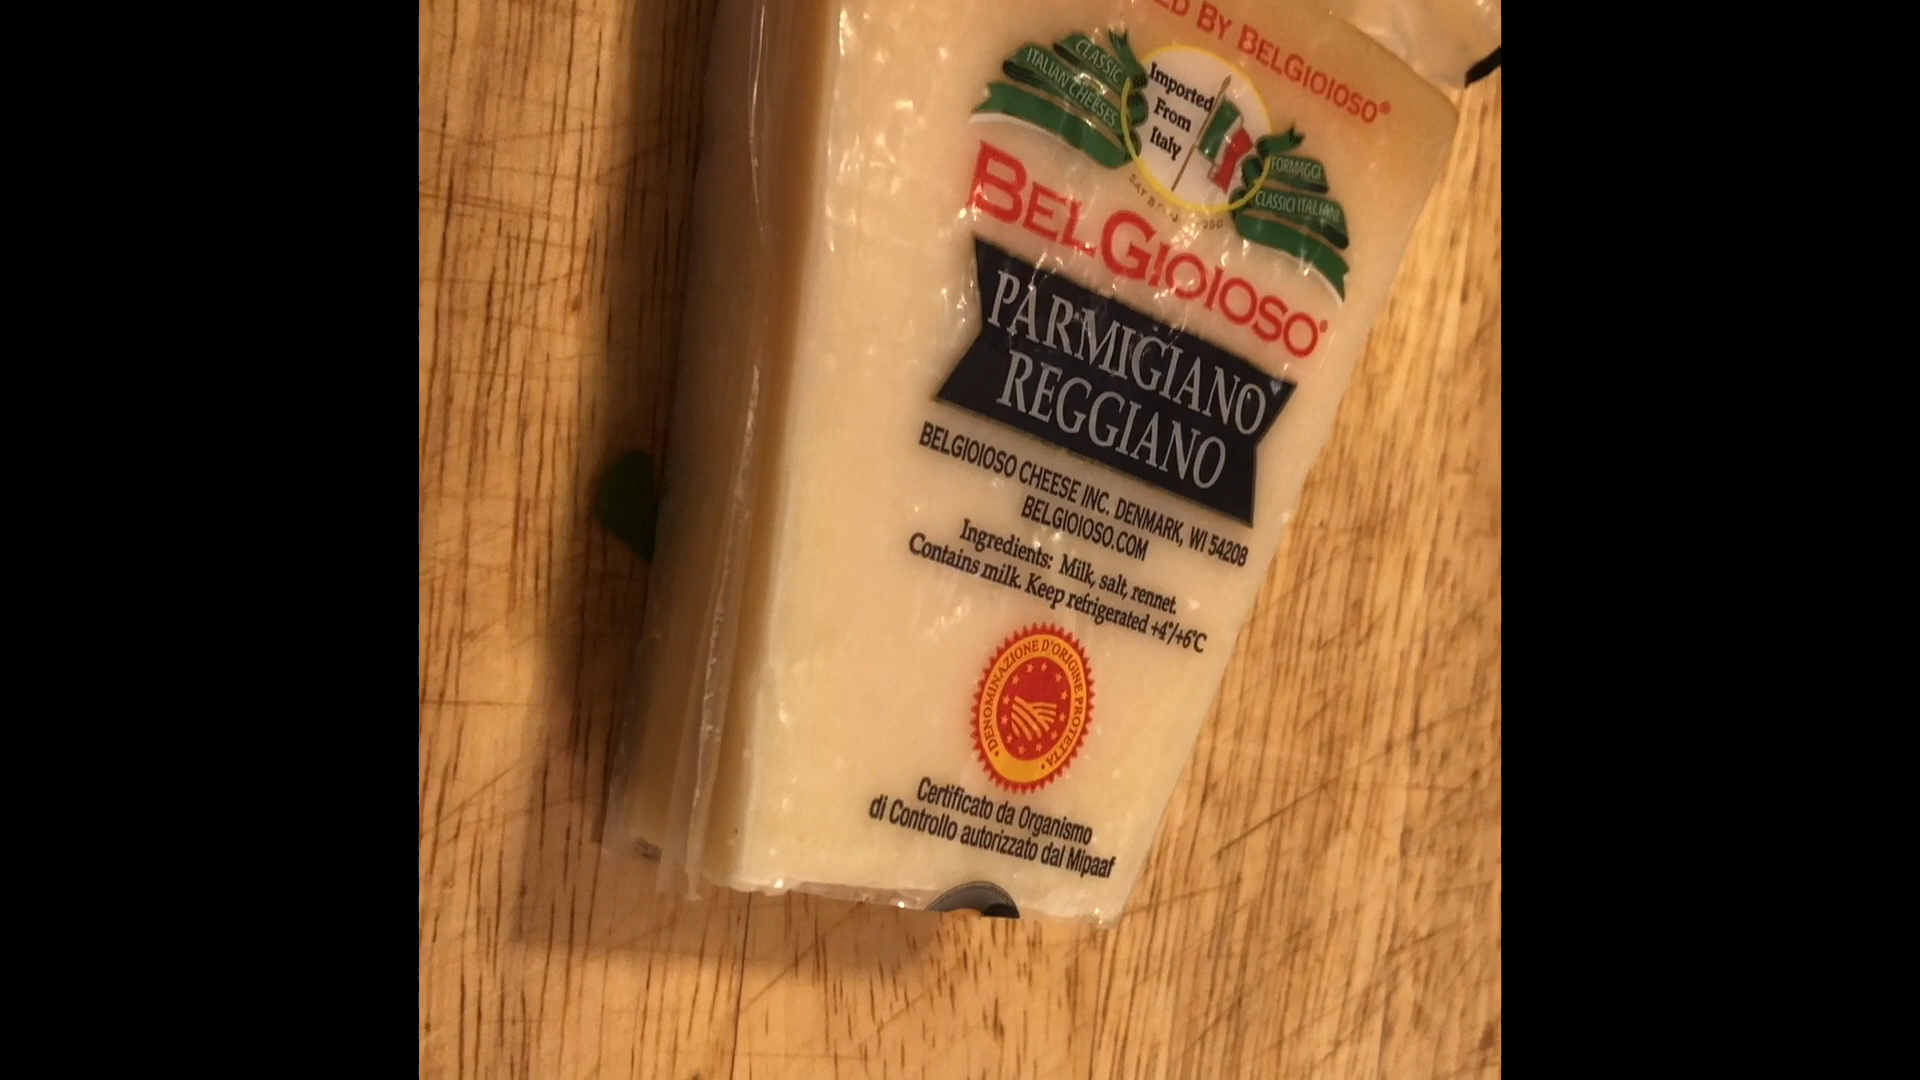 BY BELGIOIOSO®
CLASSIC
ITALIAN CHEESES
Imported
From
Italy
FORMAGGI
CLASSICI ITALIANI
SAY
BELGIOIOSO®
PARMIGIANO
REGGIANO
BELGIOIOSO CHEESE INC. DENMARK, WI 54208
BELGIOIOSO.COM
Ingredients: Milk, salt, rennet.
Contains milk. Keep refrigerated +4°/+6°C
• DENOMINAZIONE D'ORIGINE PROTETTA •
Certificato da Organismo
di Controllo autorizzato dal Mipaaf